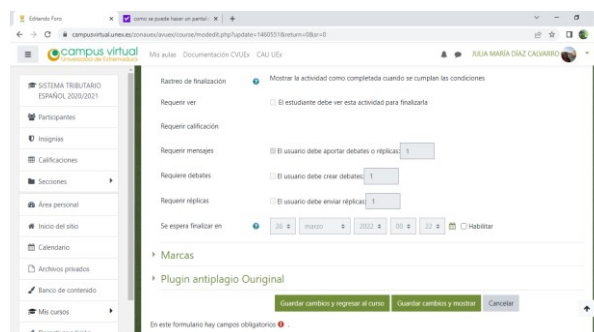 Editando Foro
como se puede hacer un pantall
campusvirtual.unex.es/zonauex/avuex/course/modedit.php?update=1460551&return=0&sr=0
campus virtual
Universidad de Extremadura
Mis aulas Documentación CVUEx CAU UEx
JULIA MARÍA DÍAZ CALVARRO
SISTEMA TRIBUTARIO
ESPAÑOL 2020/2021
Participantes
Insignias
Calificaciones
Secciones
Área personal
Inicio del sitio
Calendario
Archivos privados
Banco de contenido
Mis cursos
Rastreo de finalización
Mostrar la actividad como completada cuando se cumplan las condiciones
Requerir ver
El estudiante debe ver esta actividad para finalizarla
Requerir calificación
Requerir mensajes
El usuario debe aportar debates o réplicas: 1
Requiere debates
El usuario debe crear debates: 1
Requerir réplicas
El usuario debe enviar réplicas: 1
Se espera finalizar en
26 marzo 2022 00 22 Habilitar
Marcas
Plugin antiplagio Ouriginal
Guardar cambios y regresar al curso Guardar cambios y mostrar Cancelar
En este formulario hay campos obligatorios